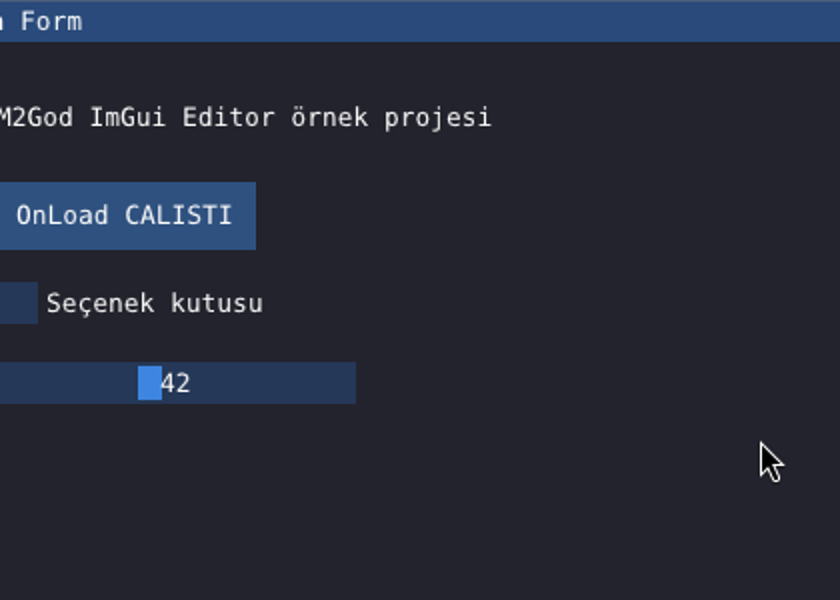 Form
M2God ImGui Editor örnek projesi
OnLoad CALISTI
Seçenek kutusu
42